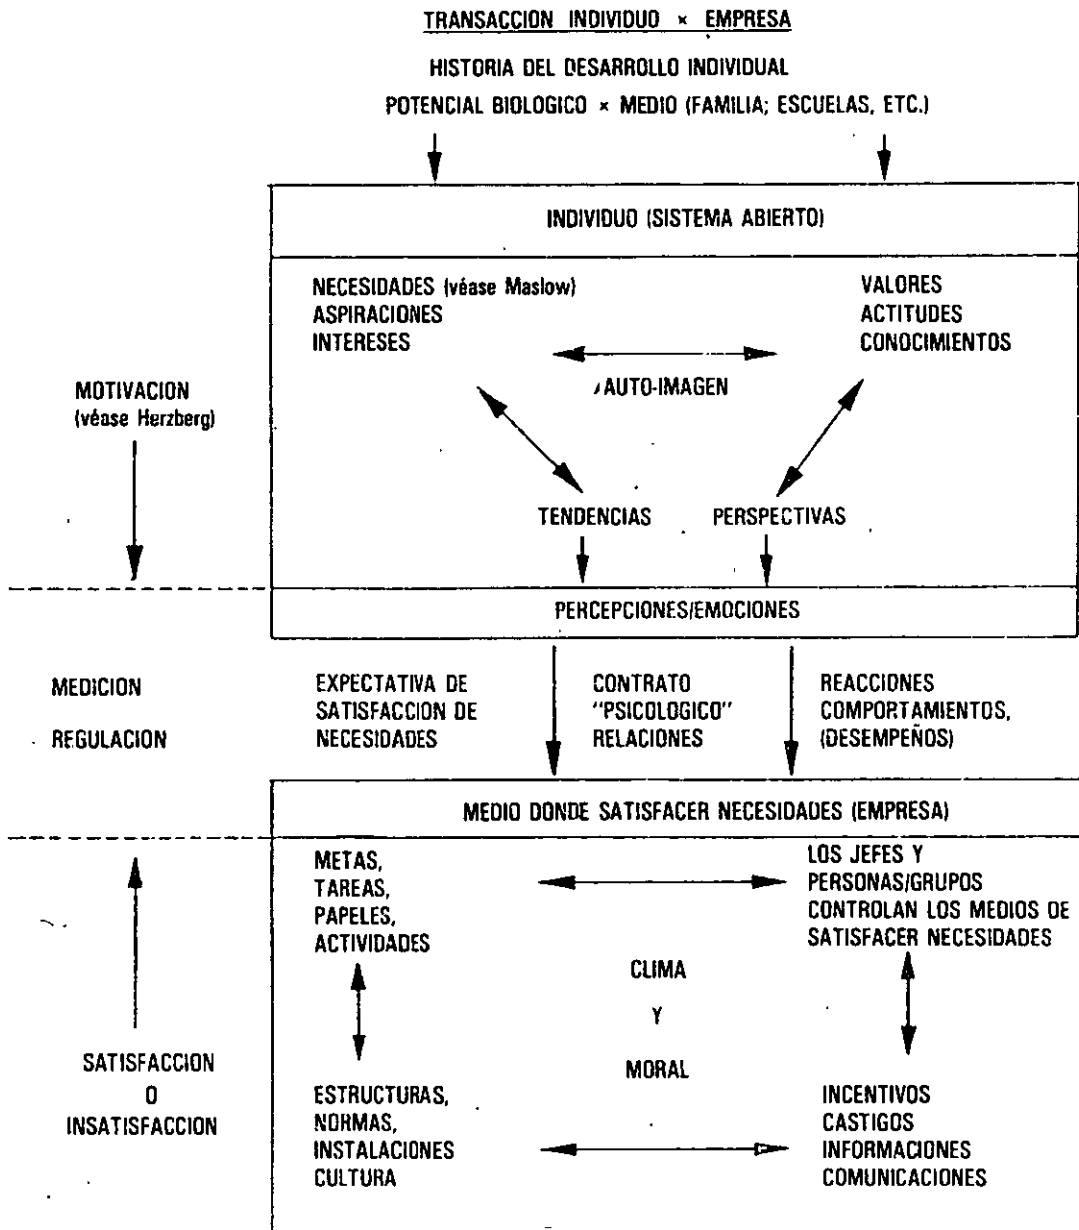 TRANSACCION INDIVIDUO × EMPRESA
HISTORIA DEL DESARROLLO INDIVIDUAL
POTENCIAL BIOLOGICO × MEDIO (FAMILIA; ESCUELAS, ETC.)
INDIVIDUO (SISTEMA ABIERTO)
NECESIDADES (véase Maslow)
ASPIRACIONES
INTERESES
VALORES
ACTITUDES
CONOCIMIENTOS
AUTO-IMAGEN
MOTIVACION
(véase Herzberg)
TENDENCIAS
PERSPECTIVAS
PERCEPCIONES/EMOCIONES
MEDICION
REGULACION
EXPECTATIVA DE
SATISFACCION DE
NECESIDADES
CONTRATO
"PSICOLOGICO"
RELACIONES
REACCIONES
COMPORTAMIENTOS,
(DESEMPEÑOS)
MEDIO DONDE SATISFACER NECESIDADES (EMPRESA)
METAS,
TAREAS,
PAPELES,
ACTIVIDADES
LOS JEFES Y
PERSONAS/GRUPOS
CONTROLAN LOS MEDIOS DE
SATISFACER NECESIDADES
CLIMA
Y
MORAL
SATISFACCION
O
INSATISFACCION
ESTRUCTURAS,
NORMAS,
INSTALACIONES
CULTURA
INCENTIVOS
CASTIGOS
INFORMACIONES
COMUNICACIONES